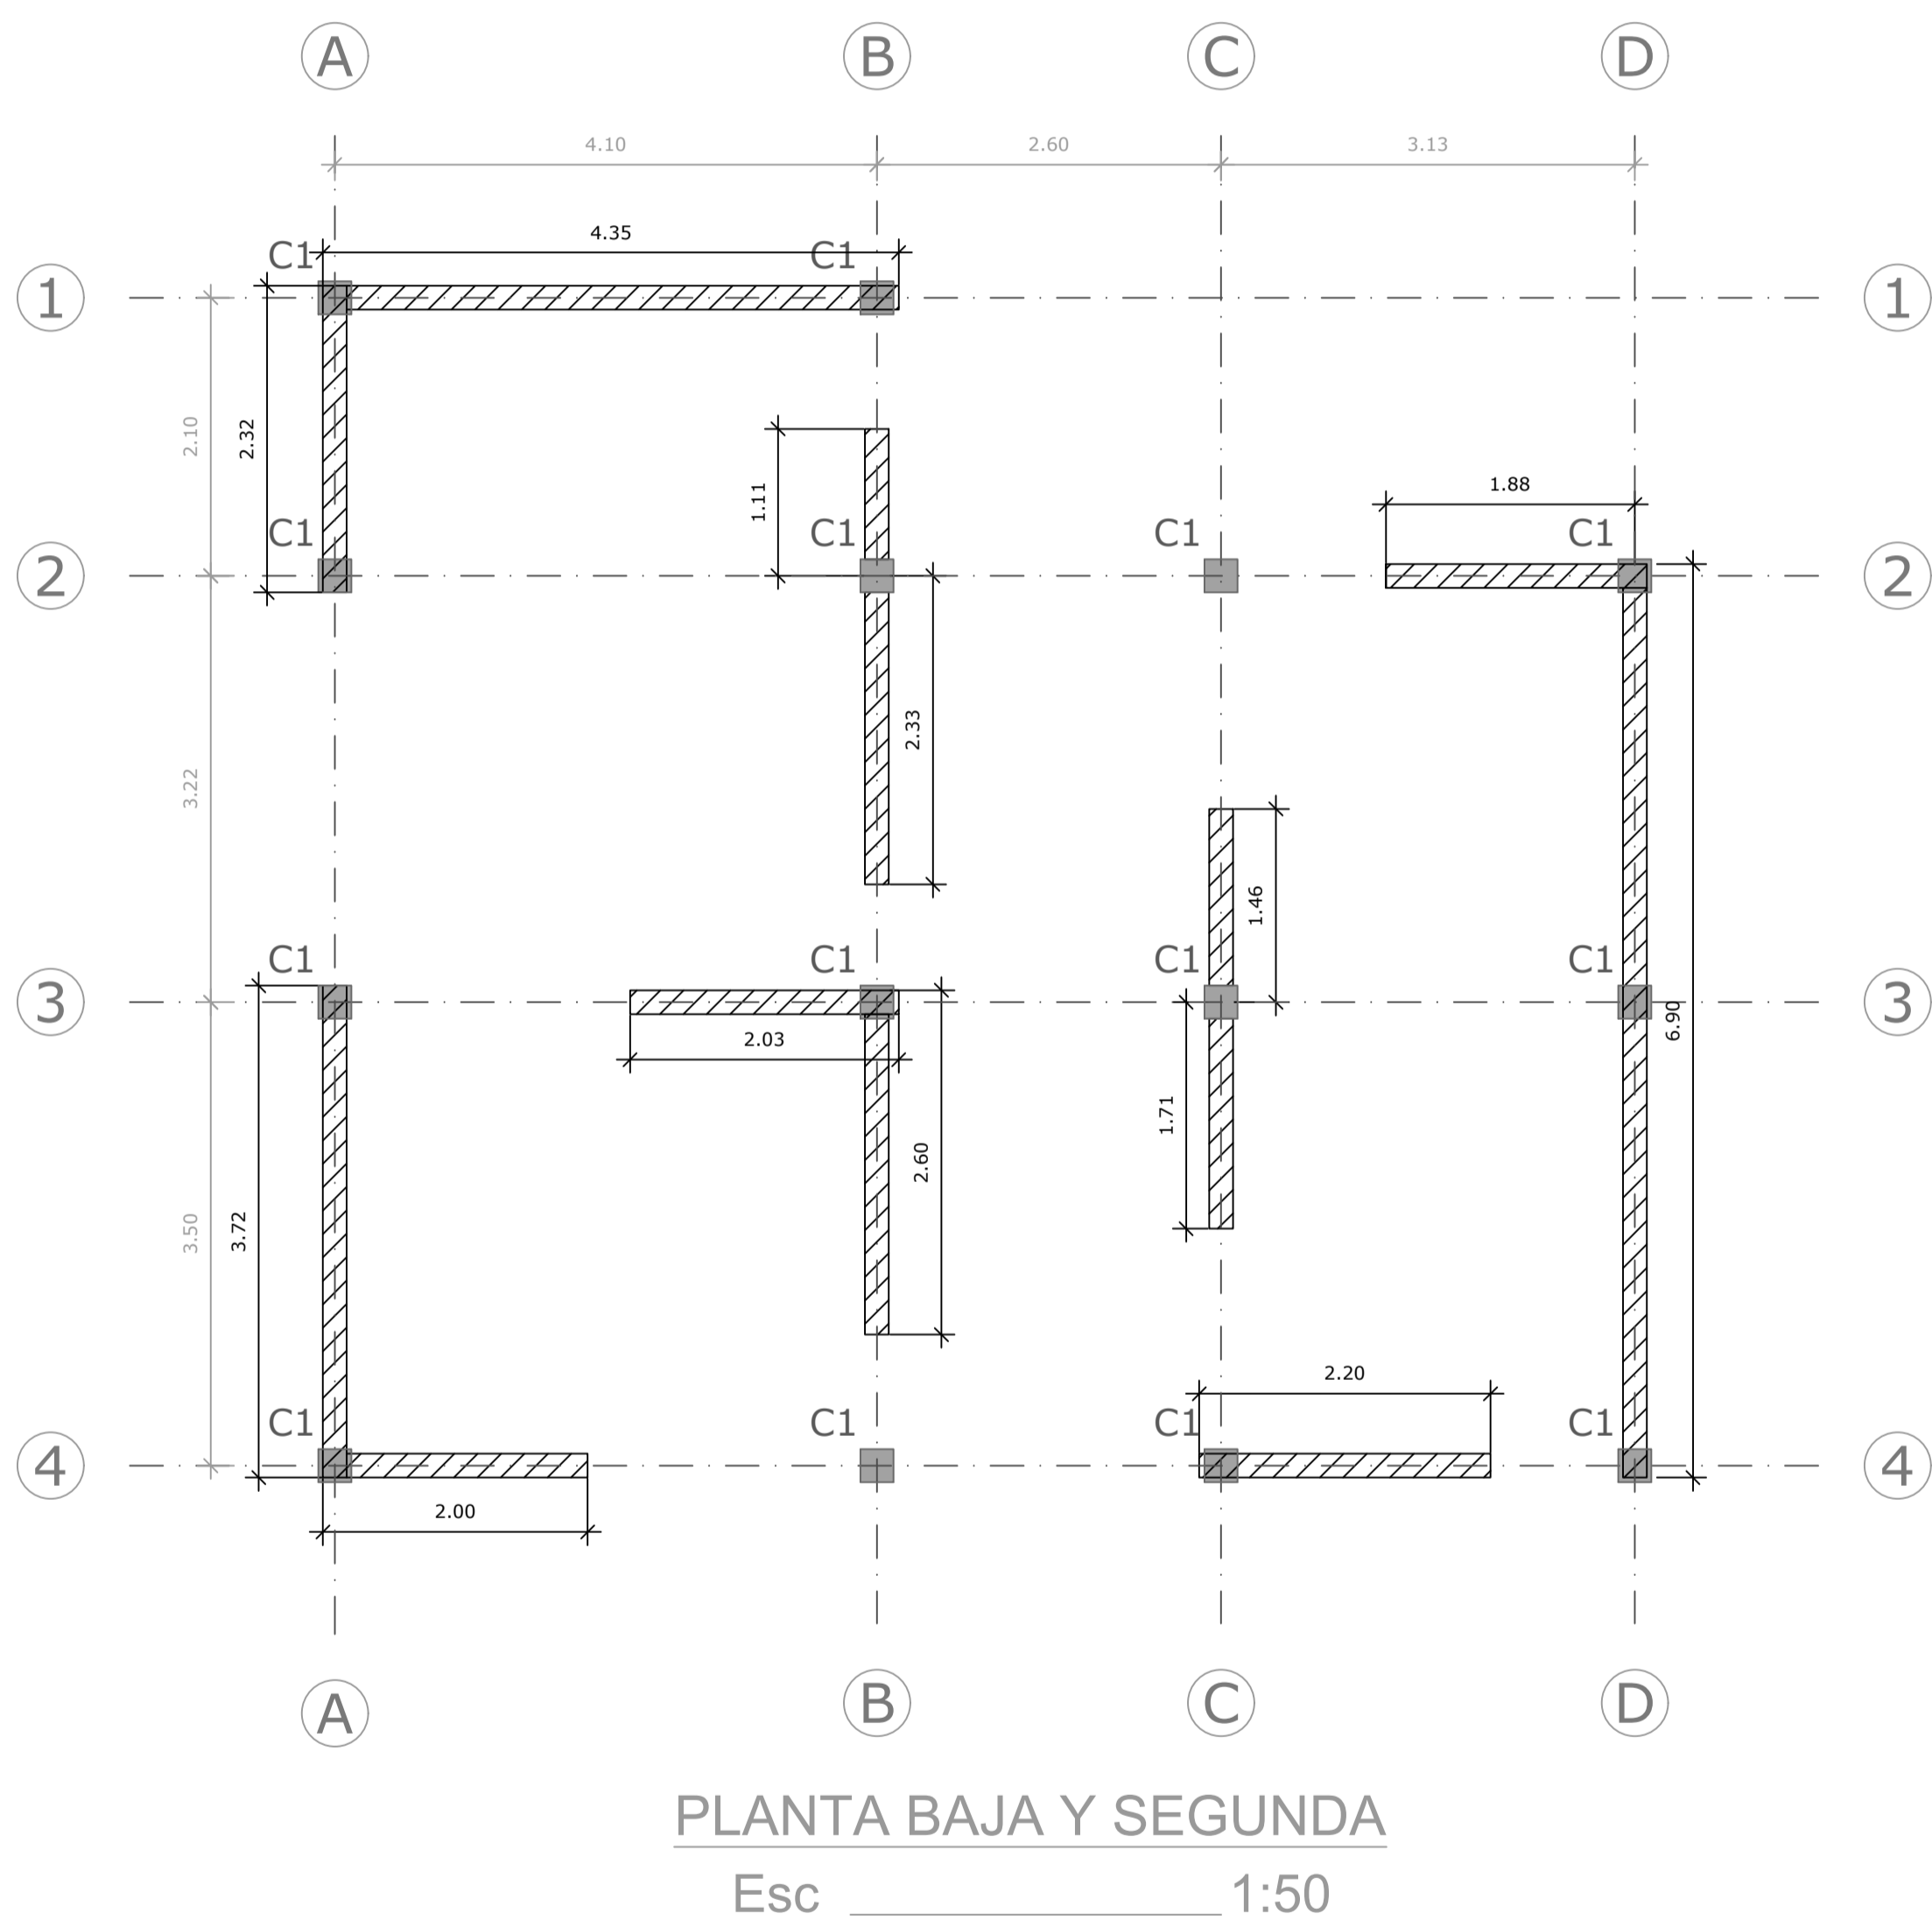 A B C D
4.10 2.60 3.13
4.35
C1 C1
1 1
2.32 2.10
1.11 1.88
C1 C1 C1 C1
2 2
2.33
3.22
1.46
C1 C1 C1 C1
3 3
6.90
2.03
1.71
2.60
3.50 3.72
2.20
C1 C1 C1 C1
4 4
2.00
A B C D
PLANTA BAJA Y SEGUNDA
Esc 1:50